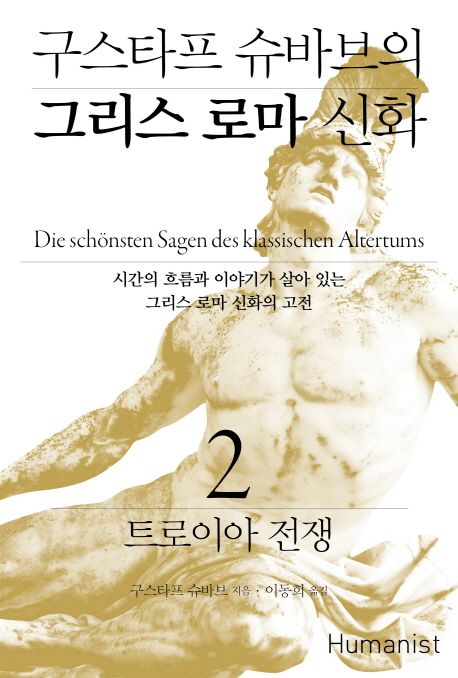 구스타프 슈바브의
그리스 로마 신화
Die schönsten Sagen des klassischen Altertums
시간의 흐름과 이야기가 살아 있는
그리스 로마 신화의 고전
2
트로이아 전쟁
구스타프 슈바브 지음 · 이동희 옮김
Humanist